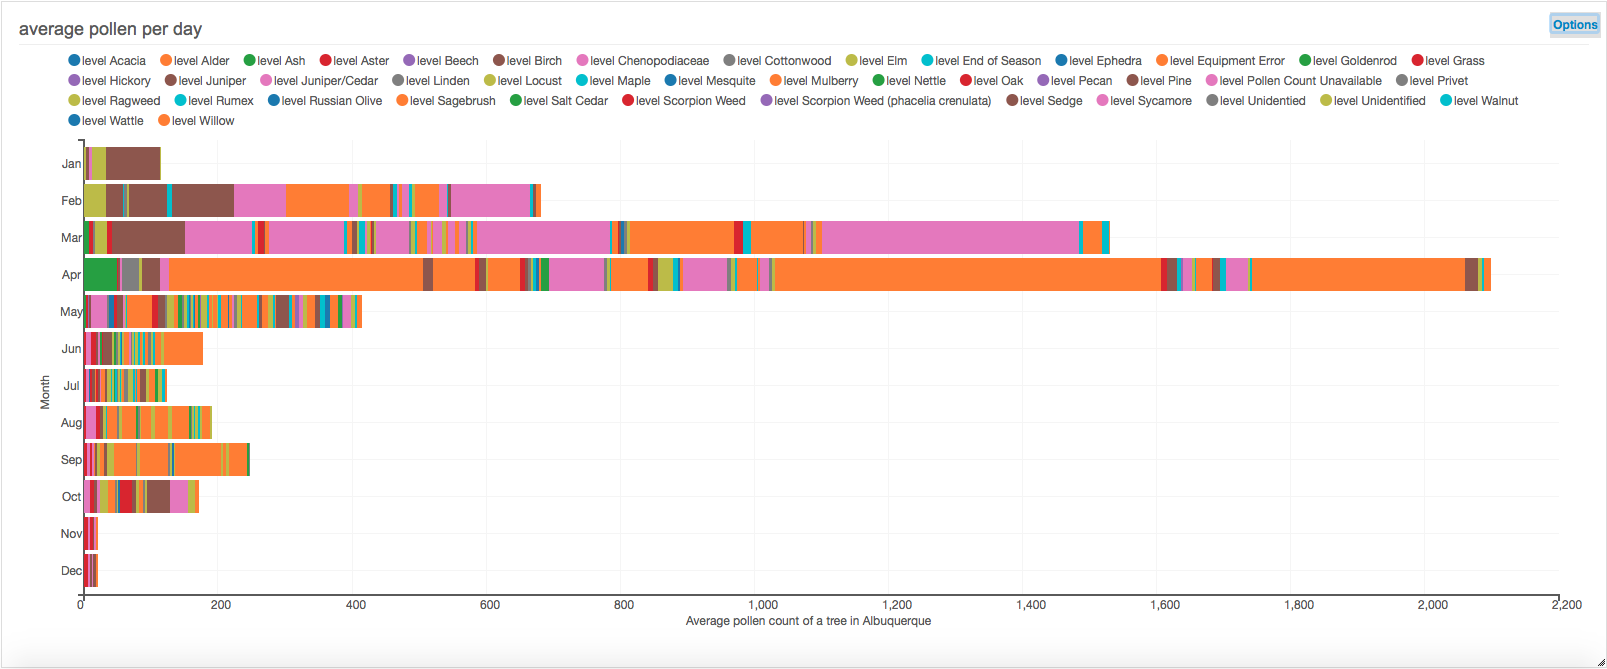 average pollen per day
Options
level Acacia level Alder level Ash level Aster level Beech level Birch level Chenopodiaceae level Cottonwood level Elm level End of Season level Ephedra level Equipment Error level Goldenrod level Grass
level Hickory level Juniper level Juniper/Cedar level Linden level Locust level Maple level Mesquite level Mulberry level Nettle level Oak level Pecan level Pine level Pollen Count Unavailable level Privet
level Ragweed level Rumex level Russian Olive level Sagebrush level Salt Cedar level Scorpion Weed level Scorpion Weed (phacelia crenulata) level Sedge level Sycamore level Unidentied level Unidentified level Walnut
level Wattle level Willow
Jan
Feb
Mar
Apr
May
Jun
Jul
Aug
Sep
Oct
Nov
Dec
Month
0 200 400 600 800 1,000 1,200 1,400 1,600 1,800 2,000 2,200
Average pollen count of a tree in Albuquerque